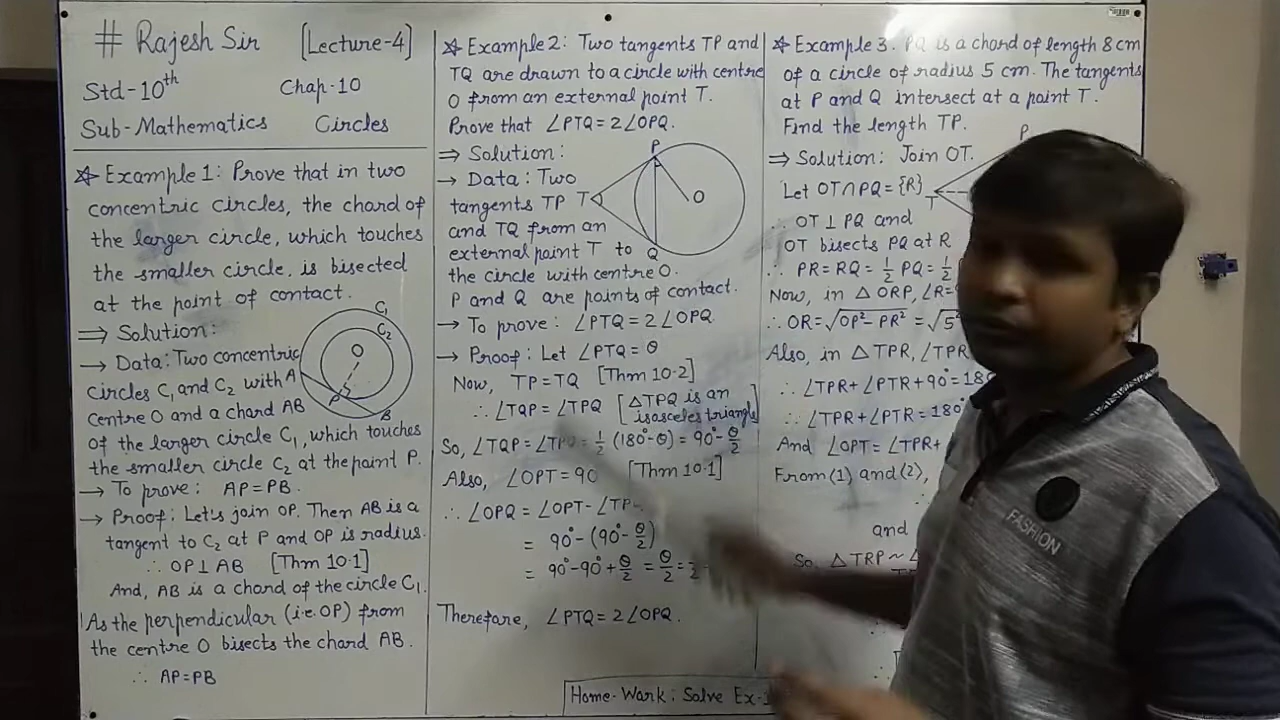 # Rajesh Sir [Lecture-4]
Std-10th Chap-10
Sub-Mathematics Circles
☆ Example 1: Prove that in two
concentric circles, the chord of
the larger circle, which touches
the smaller circle, is bisected
at the point of contact.
⇒ Solution:
→ Data: Two concentric
circles C₁ and C₂ with
centre O and a chord AB
of the larger circle C₁, which touches
the smaller circle C₂ at the point P.
→ To prove: AP=PB.
→ Proof: Let's join OP. Then AB is a
tangent to C₂ at P and OP is radius.
∴ OP⊥AB [Thm 10.1]
And, AB is a chord of the circle C₁.
As the perpendicular (i.e. OP) from
the centre O bisects the chord AB.
∴ AP=PB
C₁
C₂
O
A
P
S
B
☆ Example 2: Two tangents TP and
TQ are drawn to a circle with centre
O from an external point T.
Prove that ∠PTQ=2∠OPQ.
⇒ Solution:
→ Data: Two
tangents TP
and TQ from an
external point T to
the circle with centre O.
P and Q are points of contact.
→ To prove: ∠PTQ=2∠OPQ
→ Proof: Let ∠PTQ=θ
Now, TP=TQ [Thm 10.2]
∴ ∠TQP=∠TPQ [△TPQ is an
isosceles triangle]
So, ∠TQP=∠TP = 1/2 (180°-θ) = 90°-θ/2
Also, ∠OPT=90 [Thm 10.1]
∴ ∠OPQ = ∠OPT-∠TP
= 90°-(90°-θ/2)
= 90°-90°+θ/2 = θ/2 = 1/2
Therefore, ∠PTQ=2∠OPQ.
P
T
O
Q
☆ Example 3. PQ is a chord of length 8cm
of a circle of radius 5 cm. The tangents
at P and Q intersect at a point T.
Find the length TP.
⇒ Solution: Join OT.
Let OT∩PQ={R}
∴ OT⊥PQ and
OT bisects PQ at R
∴ PR=RQ=1/2 PQ=1/2
Now, in △ORP, ∠R=
∴ OR=√OP²-PR² = √5²
Also, in △TPR, ∠TPR
∴ ∠TPR+∠PTR+90°=18
∴ ∠TPR+∠PTR=180°
And ∠OPT=∠TPR+
From (1) and (2),
and
So, △TRP ~
P
T
Home-Work: Solve Ex-1
FASHION